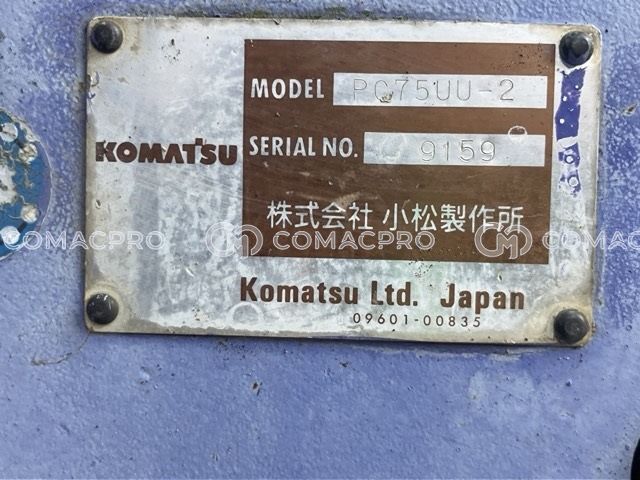 MODEL PC75UU-2
KOMATSU
SERIAL NO. 9159
株式会社 小松製作所
COMACPRO COMACPRO COMACPRO
Komatsu Ltd. Japan
09601-00835